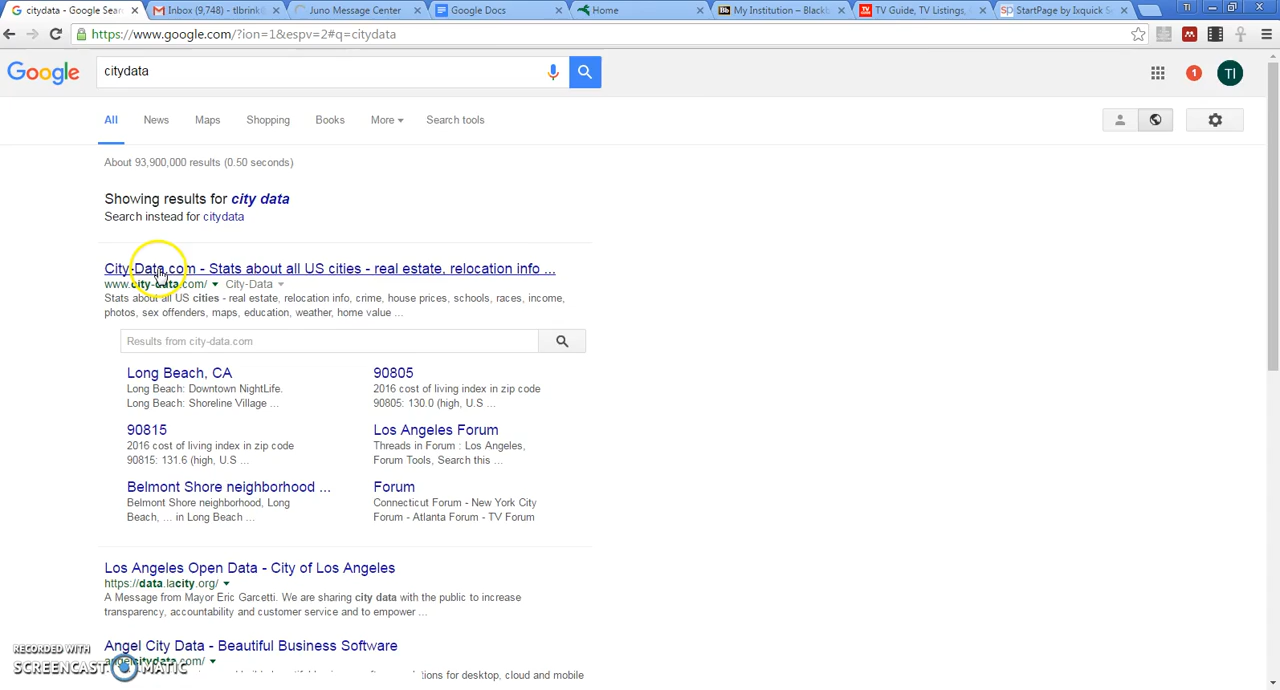 citydata - Google Sear
Inbox (9,748) - tlbrink
Juno Message Center
Google Docs
Home
My Institution – Blackb
TV Guide, TV Listings,
StartPage by Ixquick S
Tl
https://www.google.com/?ion=1&espv=2#q=citydata
Google
citydata
1
Tl
All
News
Maps
Shopping
Books
More
Search tools
About 93,900,000 results (0.50 seconds)
Showing results for city data
Search instead for citydata
City-Data.com - Stats about all US cities - real estate, relocation info ...
www.city-data.com/ City-Data
Stats about all US cities - real estate, relocation info, crime, house prices, schools, races, income,
photos, sex offenders, maps, education, weather, home value ...
Results from city-data.com
Long Beach, CA
Long Beach: Downtown NightLife.
Long Beach: Shoreline Village ...
90805
2016 cost of living index in zip code
90805: 130.0 (high, U.S ...
90815
2016 cost of living index in zip code
90815: 131.6 (high, U.S ...
Los Angeles Forum
Threads in Forum : Los Angeles,
Forum Tools, Search this ...
Belmont Shore neighborhood ...
Belmont Shore neighborhood, Long
Beach, ... in Long Beach ...
Forum
Connecticut Forum - New York City
Forum - Atlanta Forum - TV Forum
Los Angeles Open Data - City of Los Angeles
https://data.lacity.org/
A Message from Mayor Eric Garcetti. We are sharing city data with the public to increase
transparency, accountability and customer service and to empower ...
Angel City Data - Beautiful Business Software
angelcitydata.com/
tions for desktop, cloud and mobile
RECORDED WITH
SCREENCAST MATIC